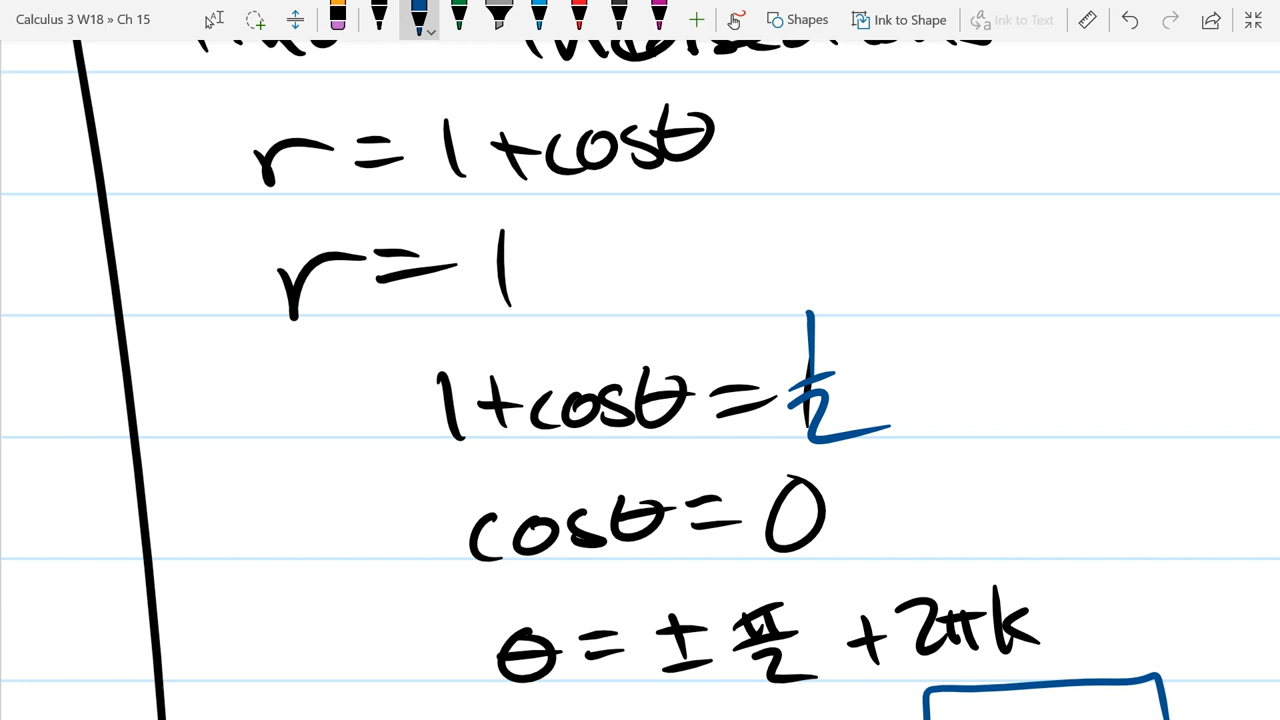 Calculus 3 W18 » Ch 15
Shapes
Ink to Shape
Ink to Text
r = 1 + cosθ
r = 1
1 + cosθ = 1/2
cosθ = 0
θ = ± π/2 + 2πk